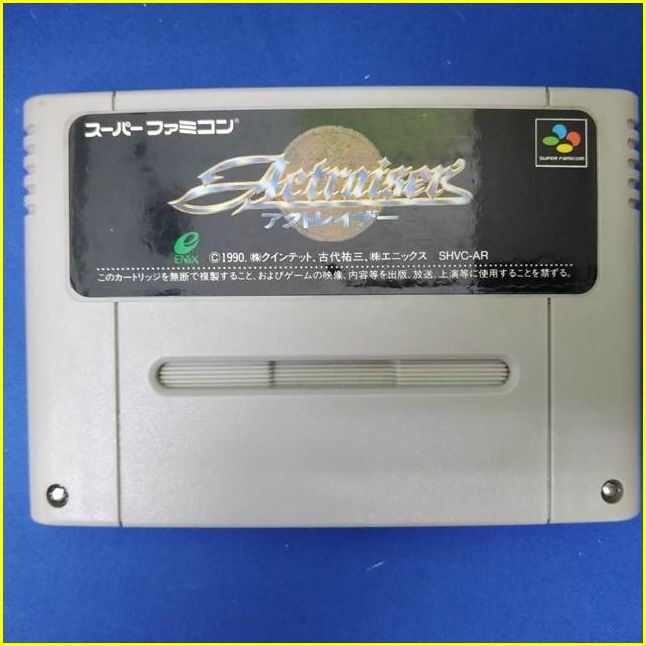 スーパーファミコン®
SUPER FAMICOM
Actraiser
アクトレイザー
ENIX
©1990. ㈱クインテット、古代祐三、㈱エニックス SHVC-AR
このカートリッジを無断で複製すること、およびゲームの映像、内容等を出版、放送、上演等に使用することを禁ずる。